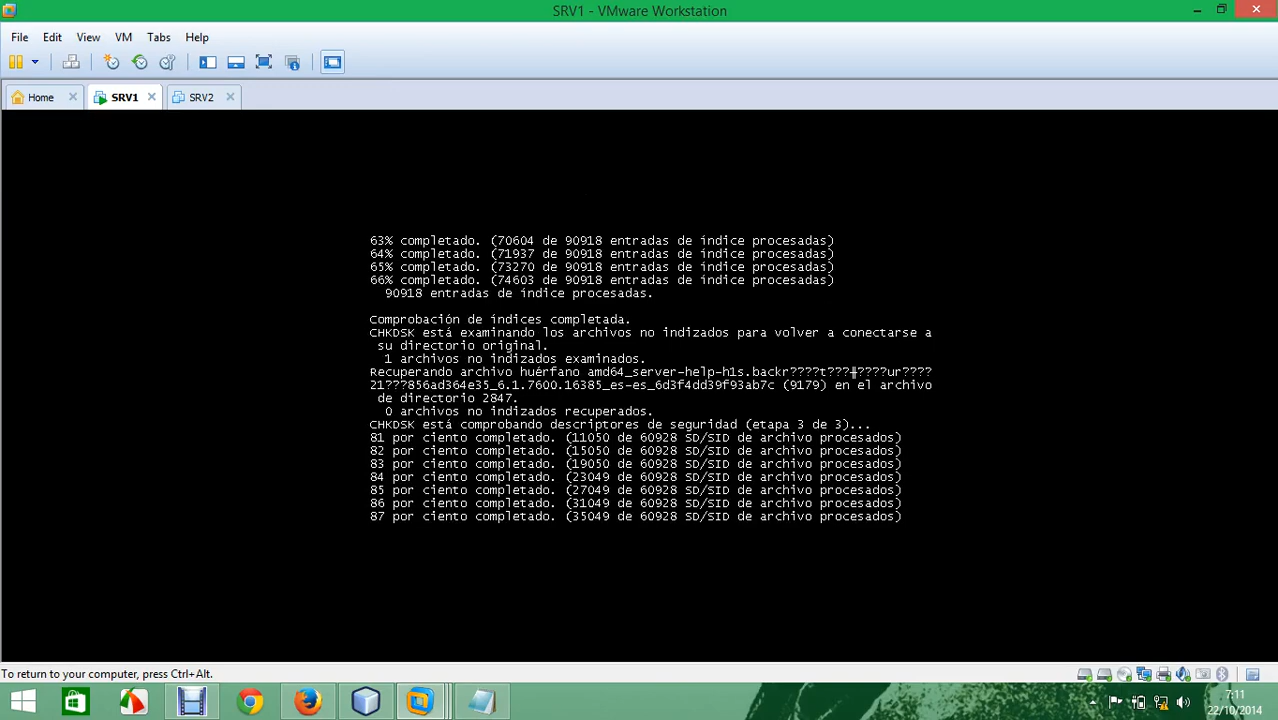 SRV1 - VMware Workstation
File Edit View VM Tabs Help
Home SRV1 SRV2
63% completado. (70604 de 90918 entradas de índice procesadas)
64% completado. (71937 de 90918 entradas de índice procesadas)
65% completado. (73270 de 90918 entradas de índice procesadas)
66% completado. (74603 de 90918 entradas de índice procesadas)
90918 entradas de índice procesadas.
Comprobación de índices completada.
CHKDSK está examinando los archivos no indizados para volver a conectarse a
su directorio original.
1 archivos no indizados examinados.
Recuperando archivo huérfano amd64_server-help-h1s.backr????t???╫????ur????
21???856ad364e35_6.1.7600.16385_es-es_6d3f4dd39f93ab7c (9179) en el archivo
de directorio 2847.
0 archivos no indizados recuperados.
CHKDSK está comprobando descriptores de seguridad (etapa 3 de 3)...
81 por ciento completado. (11050 de 60928 SD/SID de archivo procesados)
82 por ciento completado. (15050 de 60928 SD/SID de archivo procesados)
83 por ciento completado. (19050 de 60928 SD/SID de archivo procesados)
84 por ciento completado. (23049 de 60928 SD/SID de archivo procesados)
85 por ciento completado. (27049 de 60928 SD/SID de archivo procesados)
86 por ciento completado. (31049 de 60928 SD/SID de archivo procesados)
87 por ciento completado. (35049 de 60928 SD/SID de archivo procesados)
To return to your computer, press Ctrl+Alt.
7:11
22/10/2014